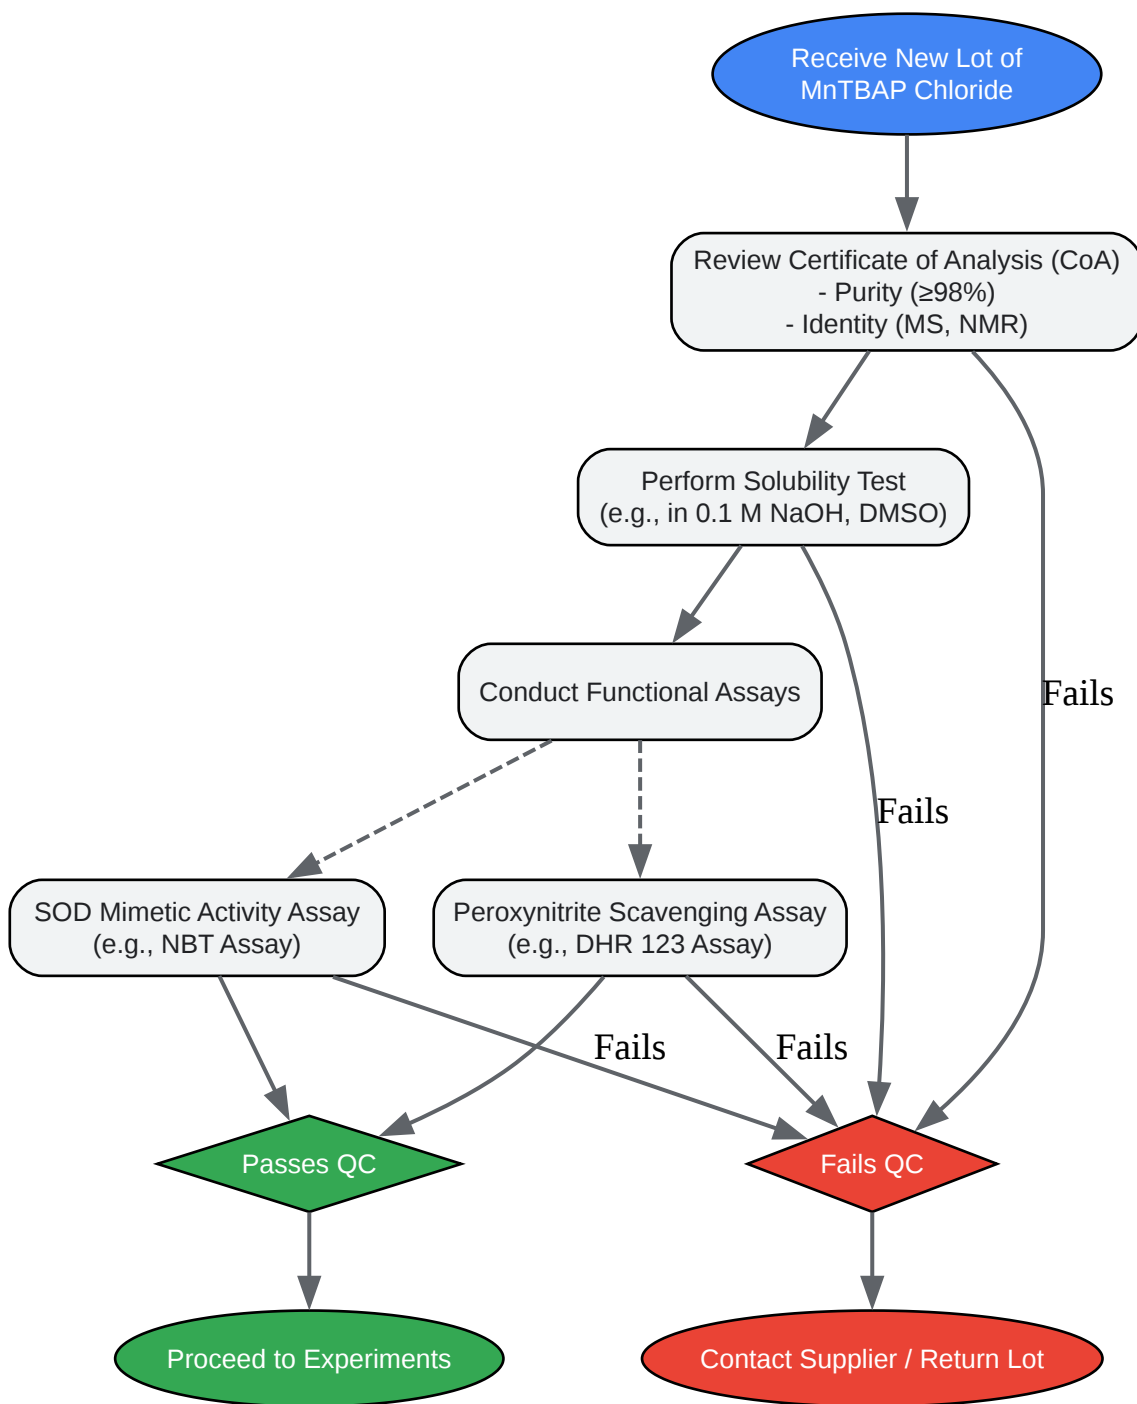 Receive New Lot of
MnTBAP Chloride
Review Certificate of Analysis (CoA)
- Purity (≥98%)
- Identity (MS, NMR)
Perform Solubility Test
(e.g., in 0.1 M NaOH, DMSO)
Conduct Functional Assays
Fails
Fails
SOD Mimetic Activity Assay
(e.g., NBT Assay)
Peroxynitrite Scavenging Assay
(e.g., DHR 123 Assay)
Fails
Fails
Passes QC
Fails QC
Proceed to Experiments
Contact Supplier / Return Lot